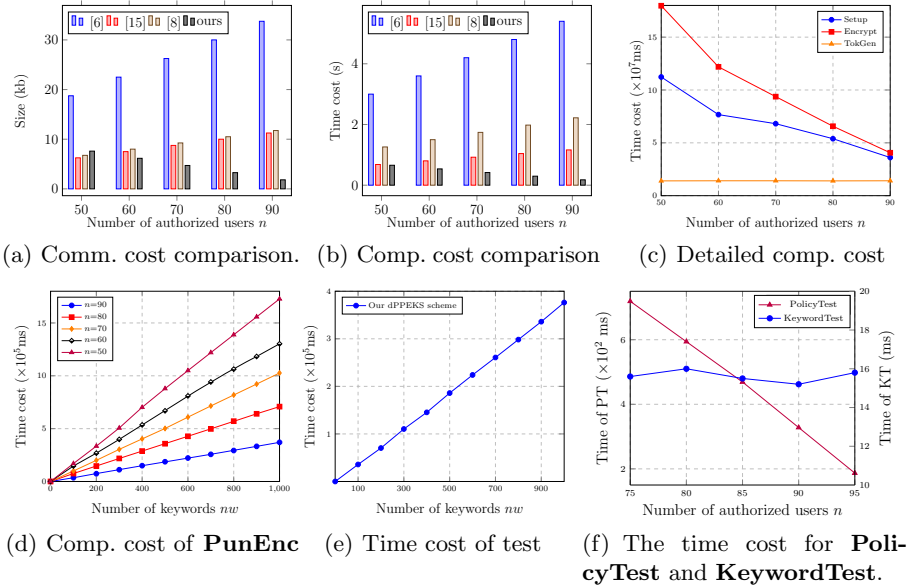 [6] [15] [8] ours
Size (kb)
30
20
10
0
50 60 70 80 90
Number of authorized users n
(a) Comm. cost comparison.
[6] [15] [8] ours
Time cost (s)
4
2
0
50 60 70 80 90
Number of authorized users n
(b) Comp. cost comparison
Setup
Encrypt
TokGen
Time cost (×10⁷ms)
15
10
5
0
50 60 70 80 90
Number of authorized users n
(c) Detailed comp. cost
n=90
n=80
n=70
n=60
n=50
Time cost (×10⁵ms)
15
10
5
0
0 200 400 600 800 1,000
Number of keywords nw
(d) Comp. cost of PunEnc
Our dPPEKS scheme
Time cost (×10⁵ms)
4
3
2
1
100 300 500 700 900
Number of keywords nw
(e) Time cost of test
PolicyTest
KeywordTest
Time of PT (×10² ms)
6
4
2
Time of KT (ms)
20
18
16
14
12
10
75 80 85 90 95
Number of authorized users n
(f) The time cost for Poli-
cyTest and KeywordTest.